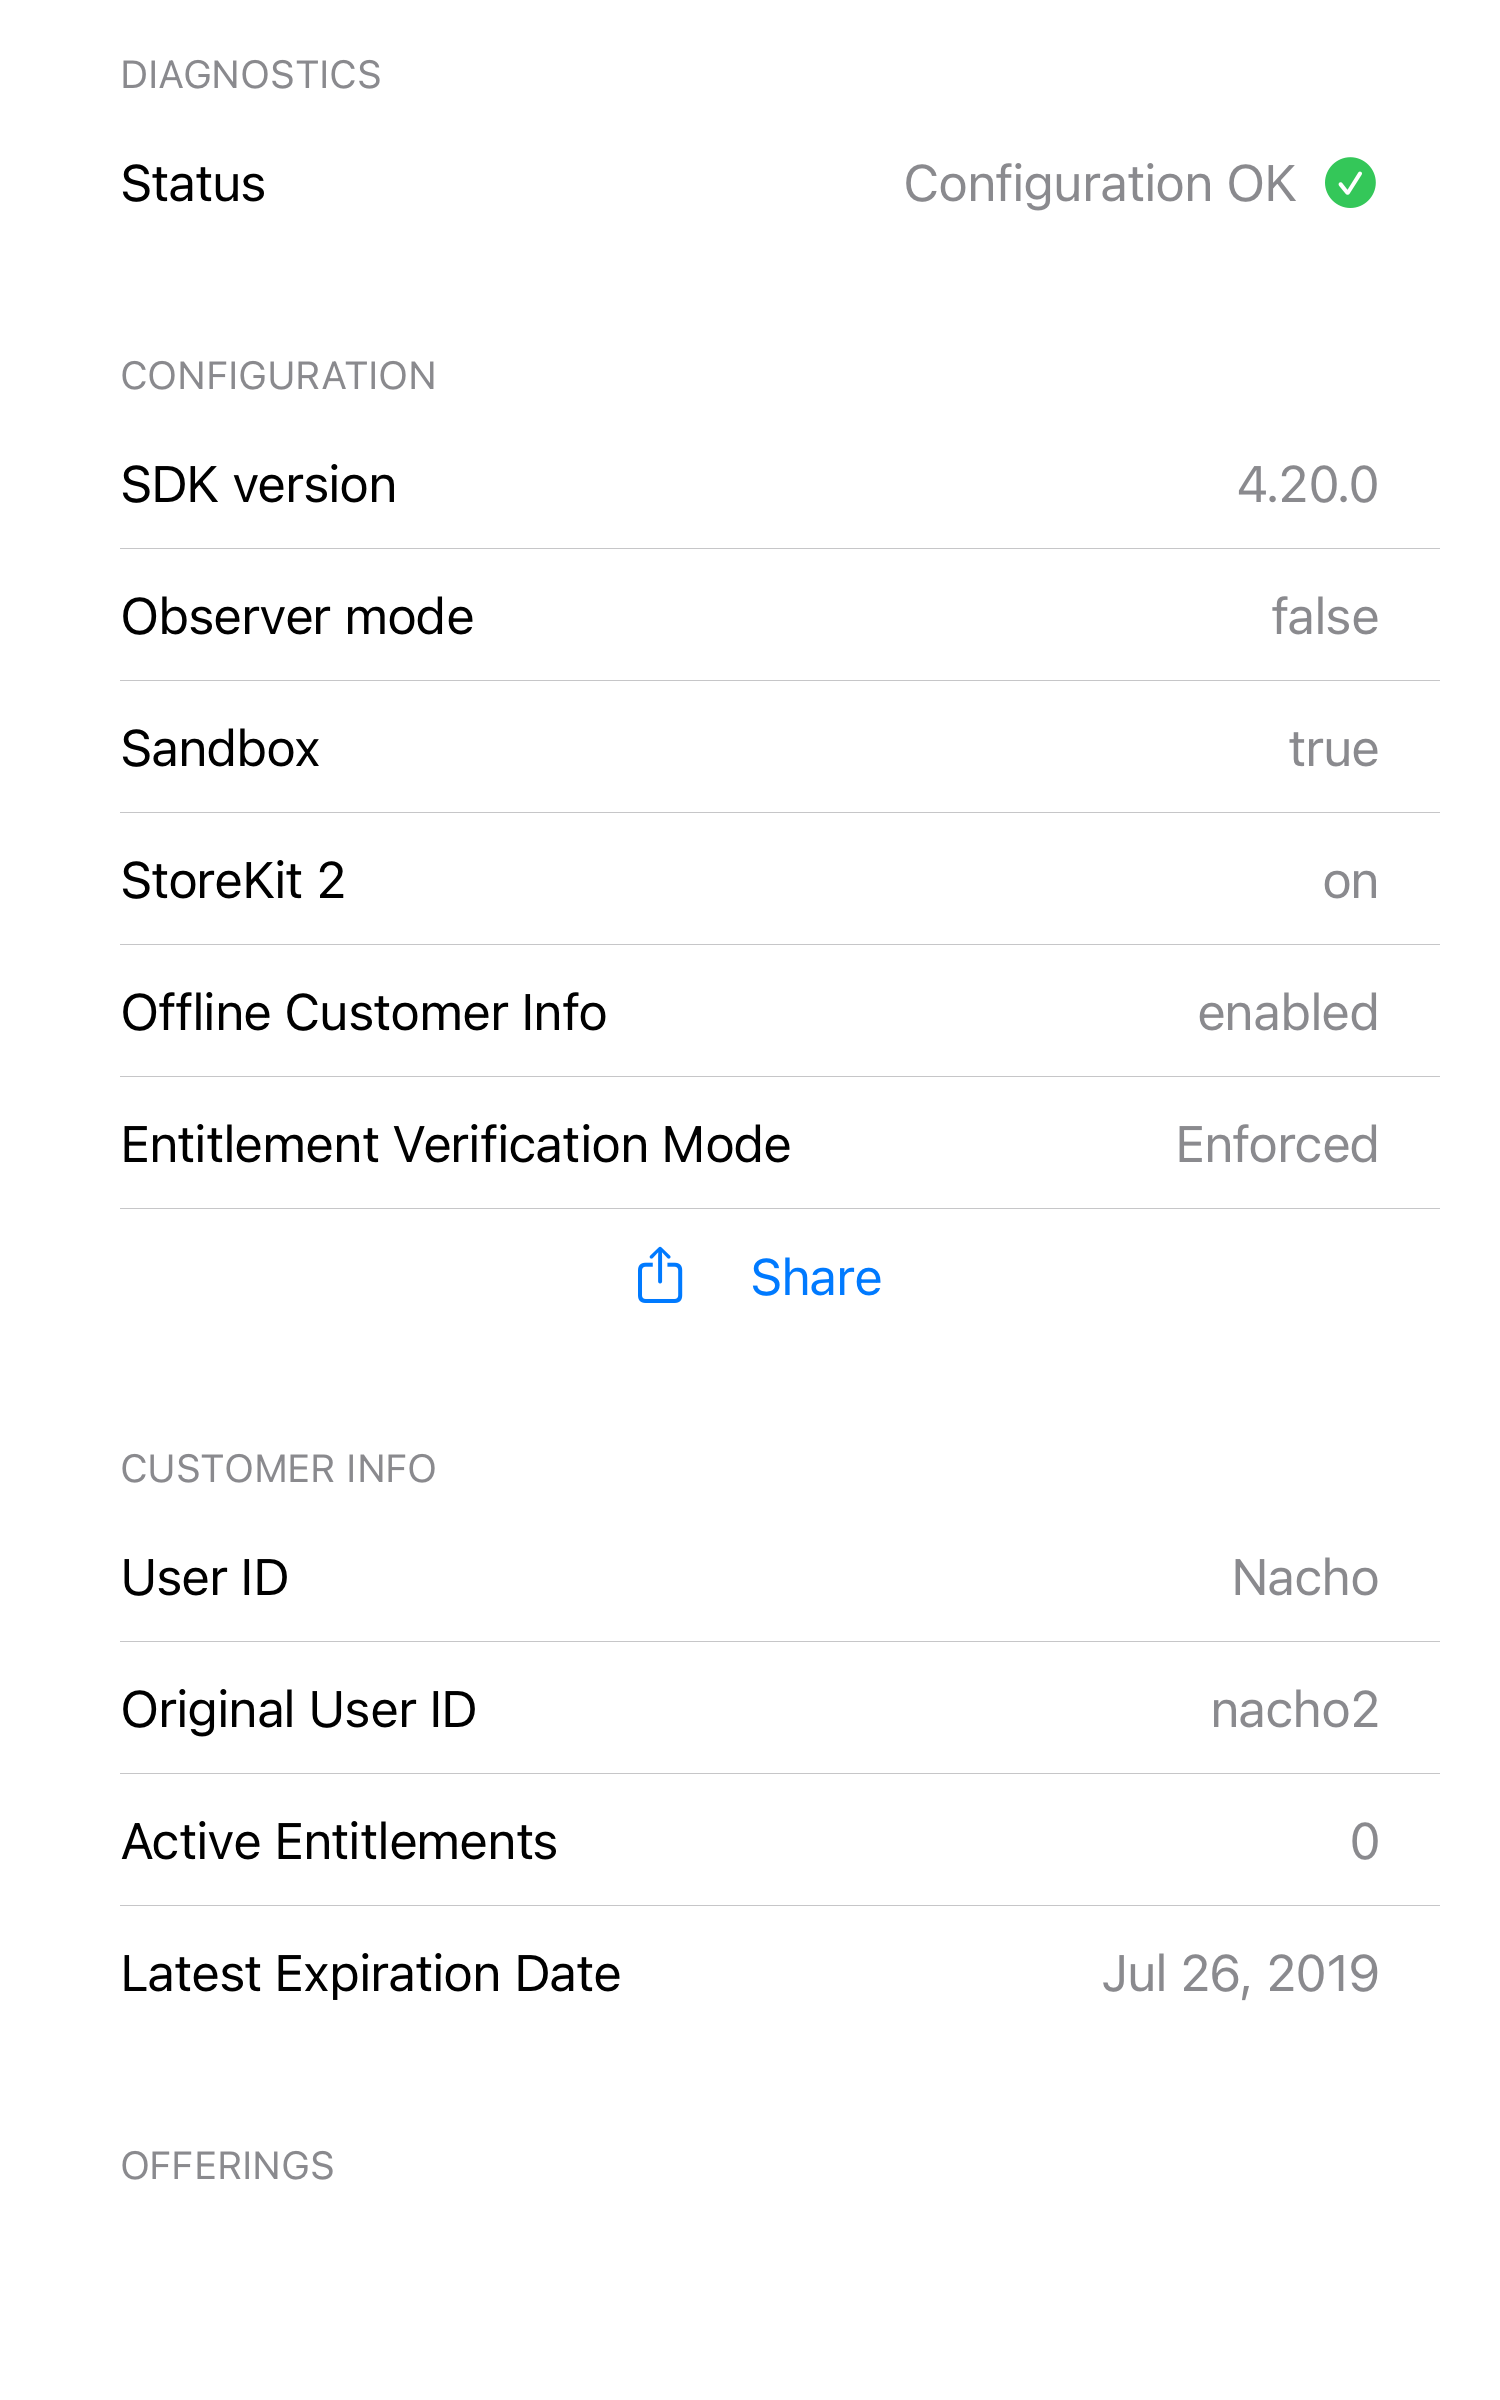 DIAGNOSTICS
Status Configuration OK
CONFIGURATION
SDK version 4.20.0
Observer mode false
Sandbox true
StoreKit 2 on
Offline Customer Info enabled
Entitlement Verification Mode Enforced
Share
CUSTOMER INFO
User ID Nacho
Original User ID nacho2
Active Entitlements 0
Latest Expiration Date Jul 26, 2019
OFFERINGS